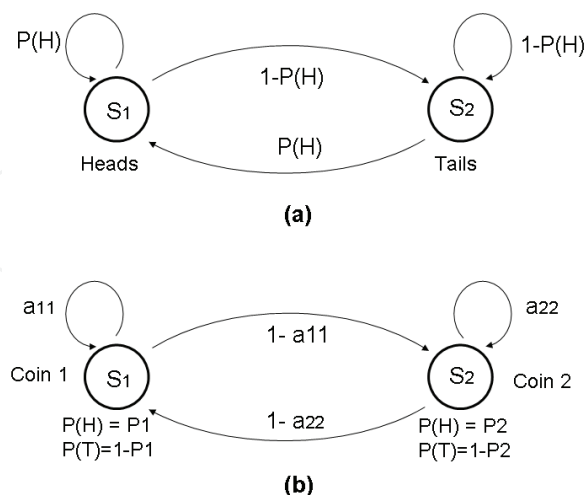 P(H)
1-P(H)
1-P(H)
S1
S2
P(H)
Heads
Tails
(a)
a11
a22
1- a11
Coin 1
S1
S2
Coin 2
1- a22
P(H) = P1
P(T)=1-P1
P(H) = P2
P(T)=1-P2
(b)